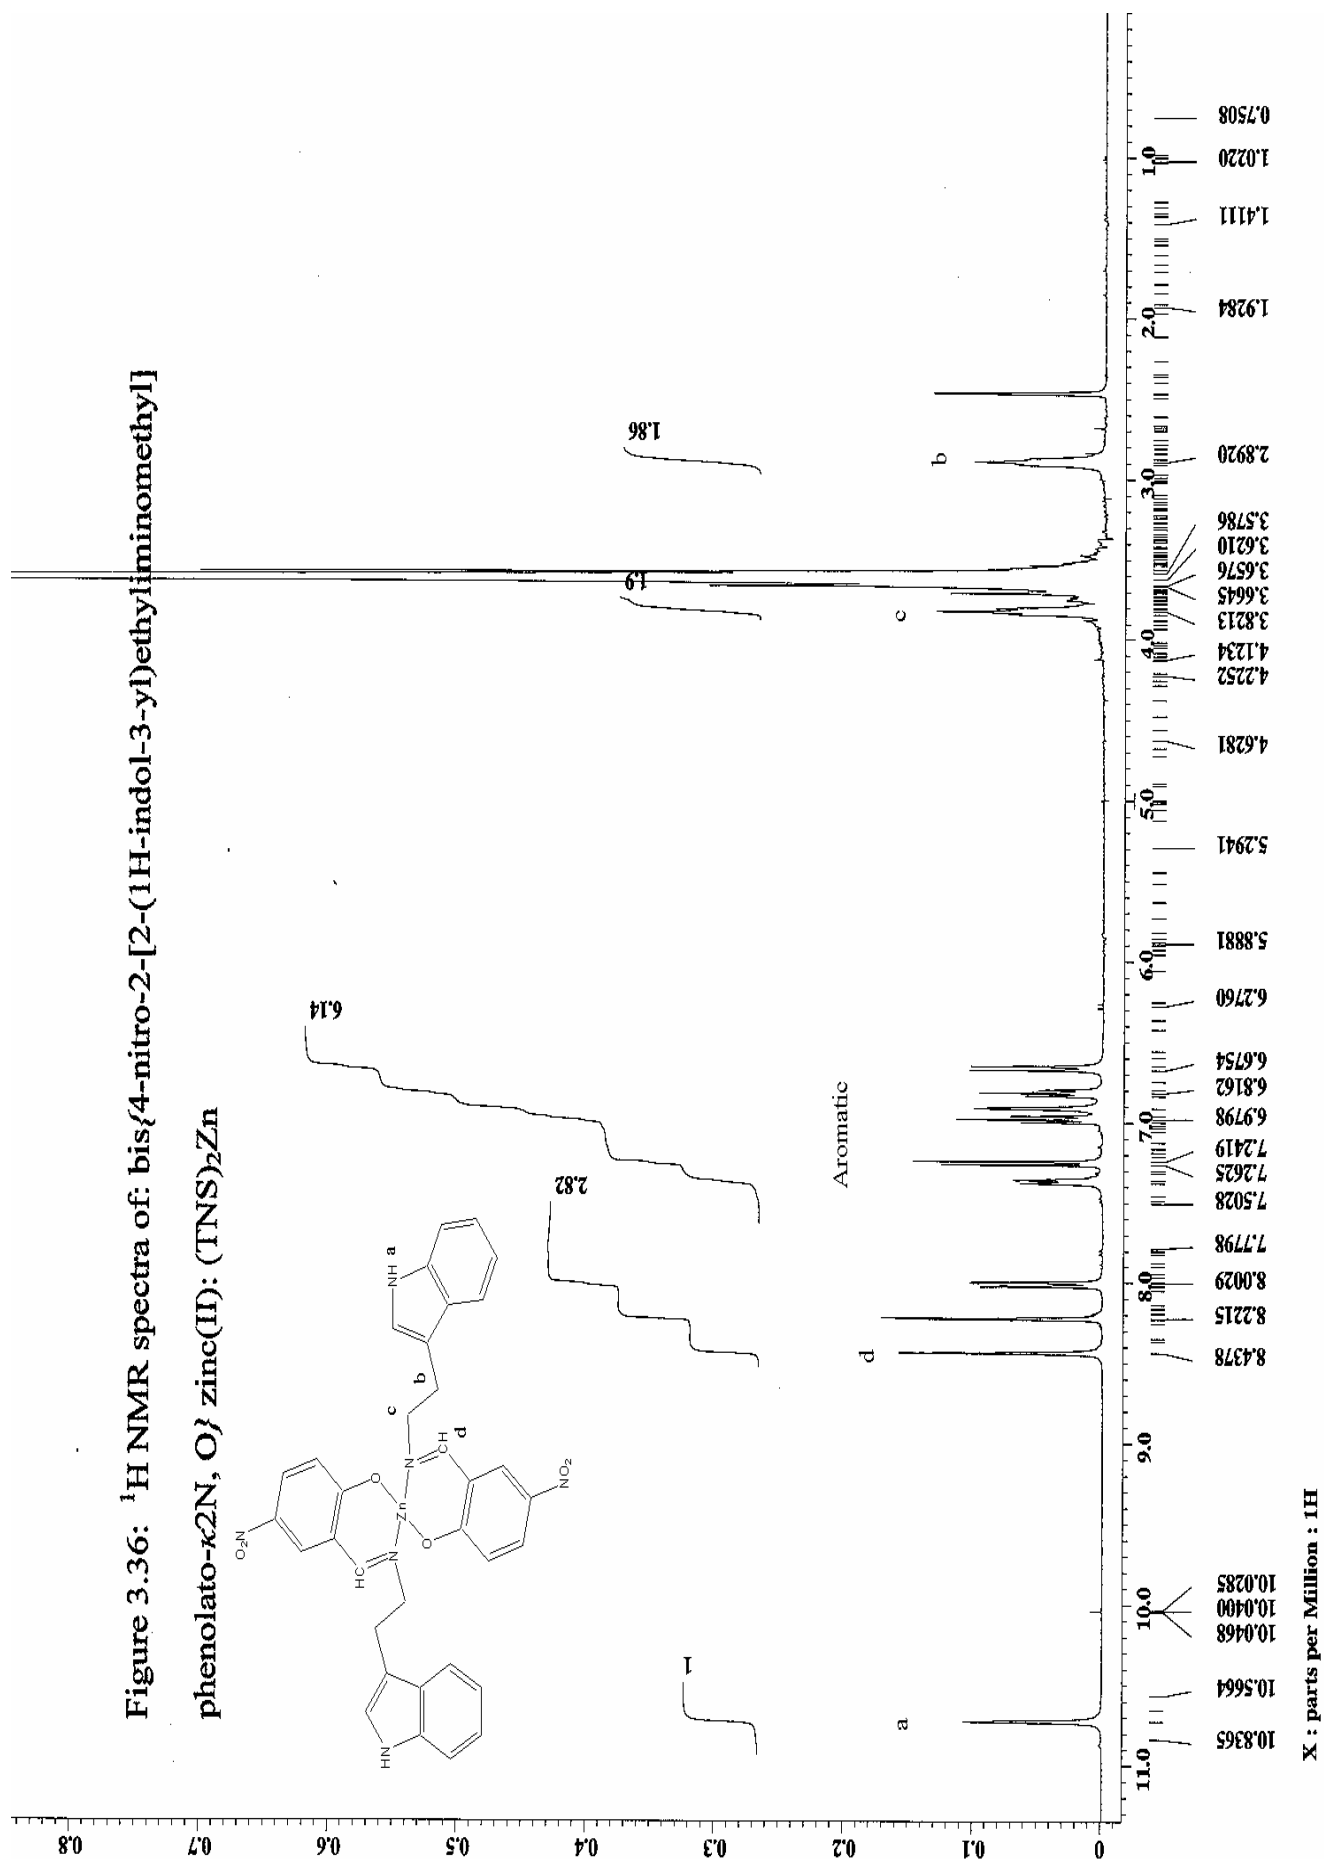 Figure 3.36: ¹H NMR spectra of: bis{4-nitro-2-[2-(1H-indol-3-yl)ethyliminomethyl]
phenolato-κ2N, O} zinc(II): (TNS)₂Zn
O₂N
HC
N
O
Zn
O
N
CH
d
c
b
NH a
HN
NO₂
1
2.82
6.14
1.9
1.86
a
d
Aromatic
c
b
0.8
0.7
0.6
0.5
0.4
0.3
0.2
0.1
0
11.0
10.0
9.0
8.0
7.0
6.0
5.0
4.0
3.0
2.0
1.0
10.8365
10.5664
10.0468
10.0400
10.0285
8.4378
8.2215
8.0029
7.7798
7.5028
7.2625
7.2419
6.9798
6.8162
6.6754
6.2760
5.8881
5.2941
4.6281
4.2252
4.1234
3.8213
3.6645
3.6576
3.6210
3.5786
2.8920
1.9284
1.4111
1.0220
0.7508
X : parts per Million : 1H